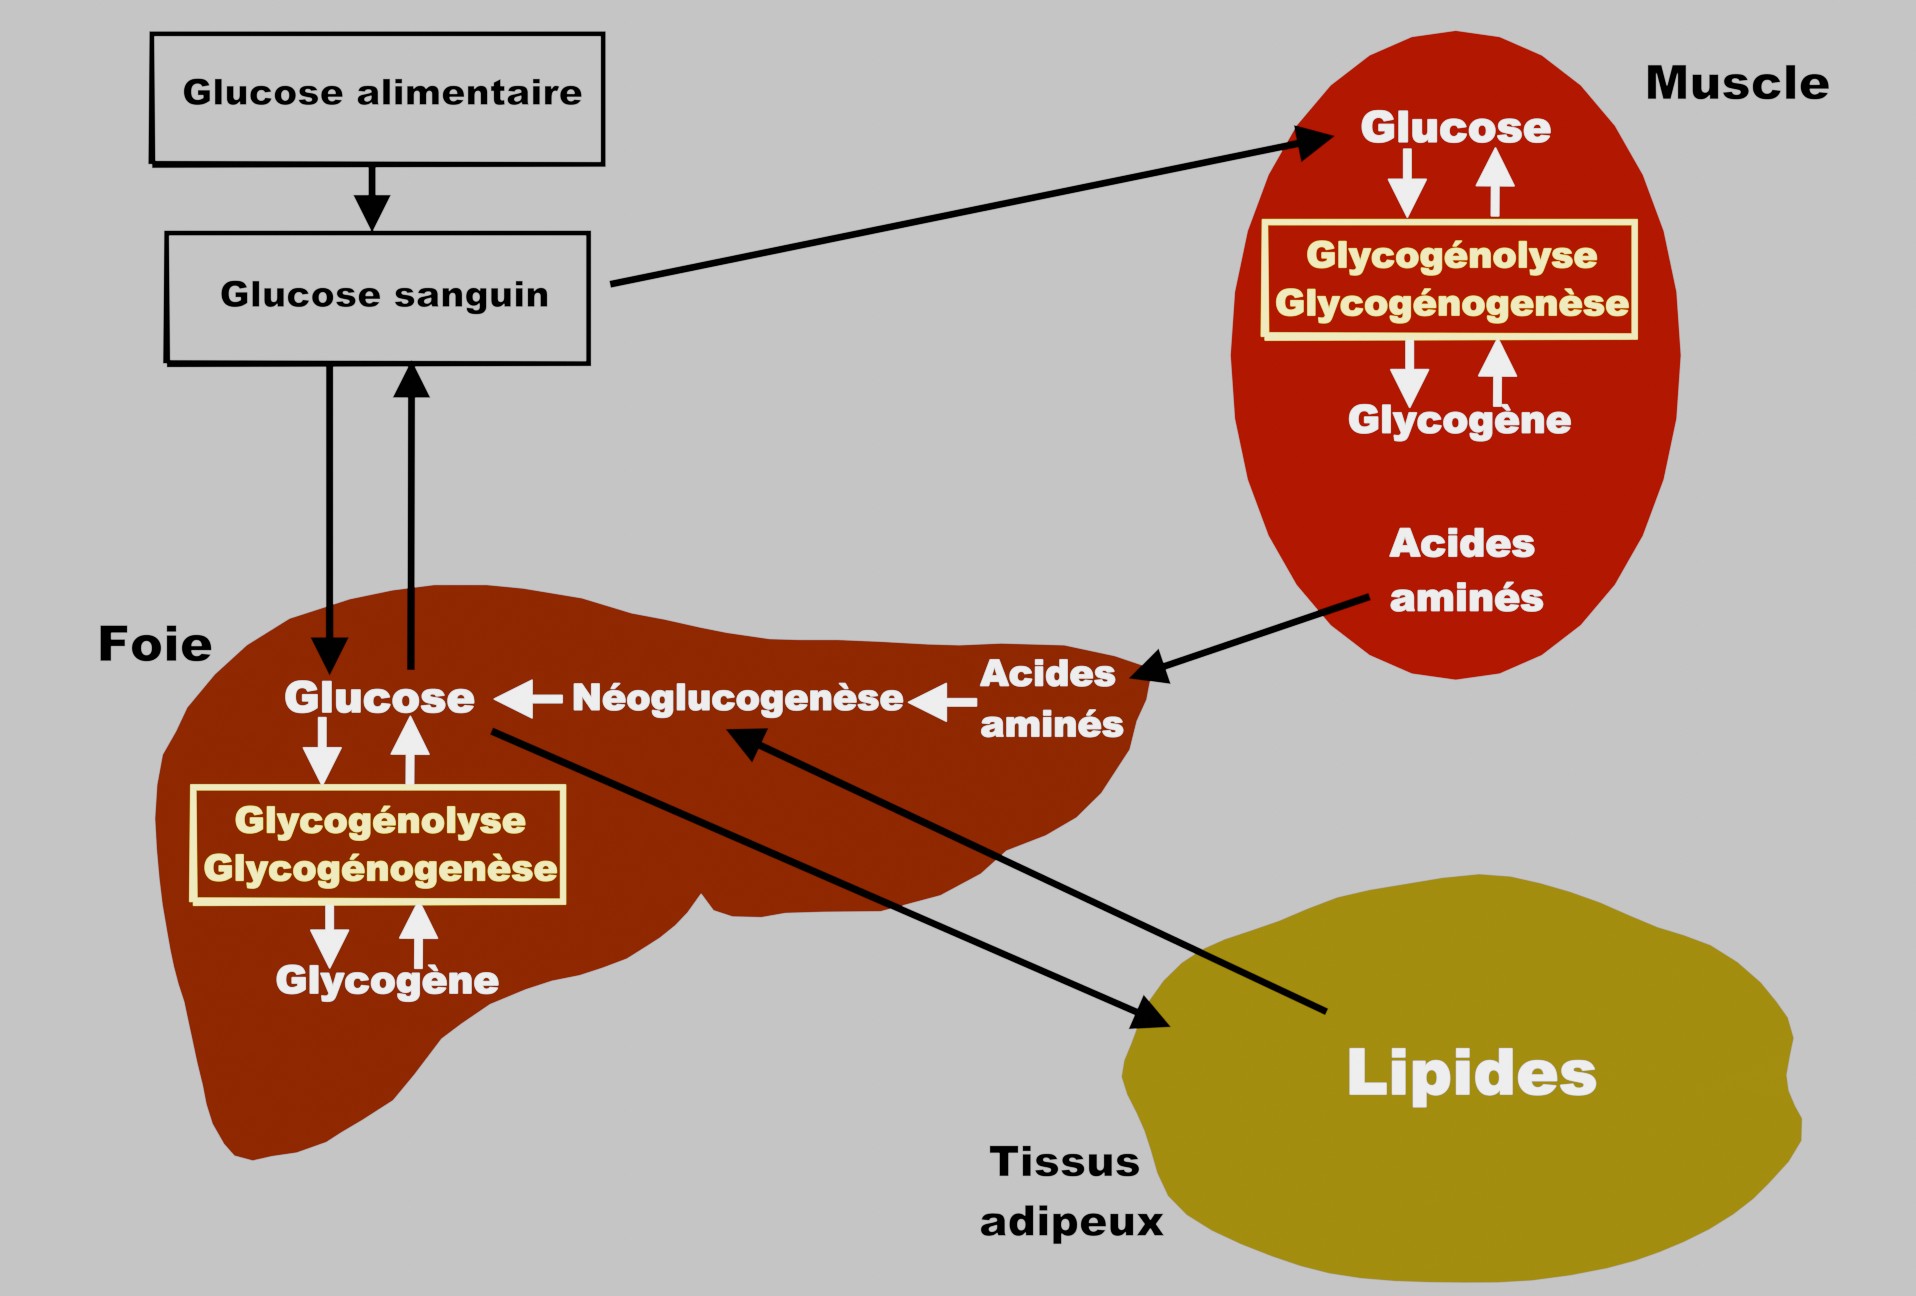 Glucose alimentaire
Glucose sanguin
Muscle
Glucose
Glycogénolyse
Glycogénogenèse
Glycogène
Acides
aminés
Foie
Glucose
Néoglucogenèse
Acides
aminés
Glycogénolyse
Glycogénogenèse
Glycogène
Lipides
Tissus
adipeux